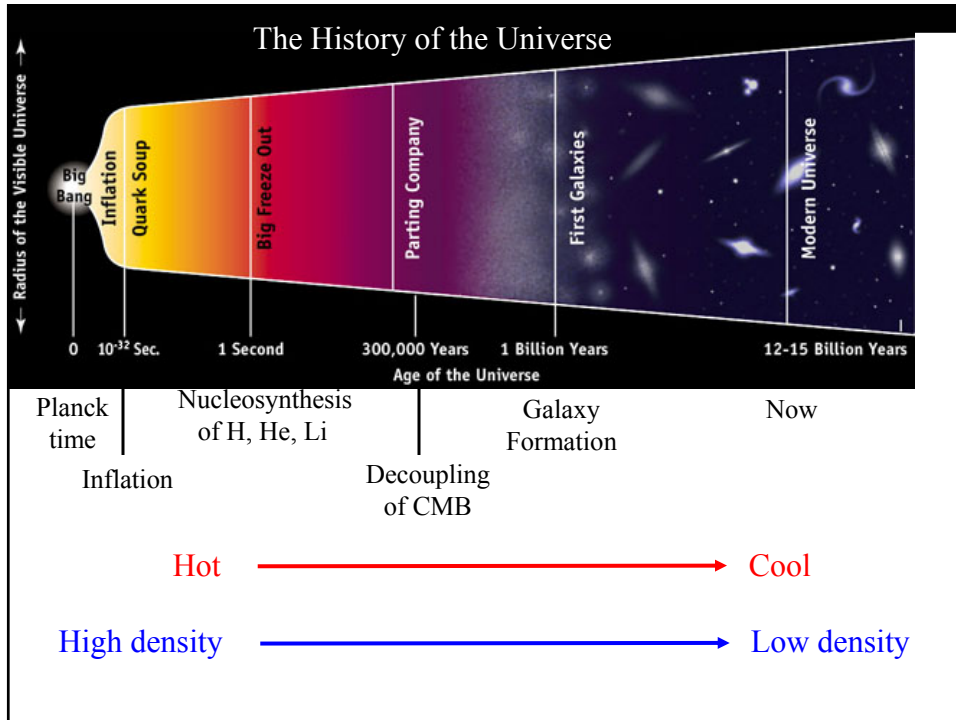 The History of the Universe
← Radius of the Visible Universe →
Big
Bang
Inflation
Quark Soup
Big Freeze Out
Parting Company
First Galaxies
Modern Universe
0
10⁻³² Sec.
1 Second
300,000 Years
1 Billion Years
12-15 Billion Years
Age of the Universe
Planck
time
Inflation
Nucleosynthesis
of H, He, Li
Decoupling
of CMB
Galaxy
Formation
Now
Hot
Cool
High density
Low density